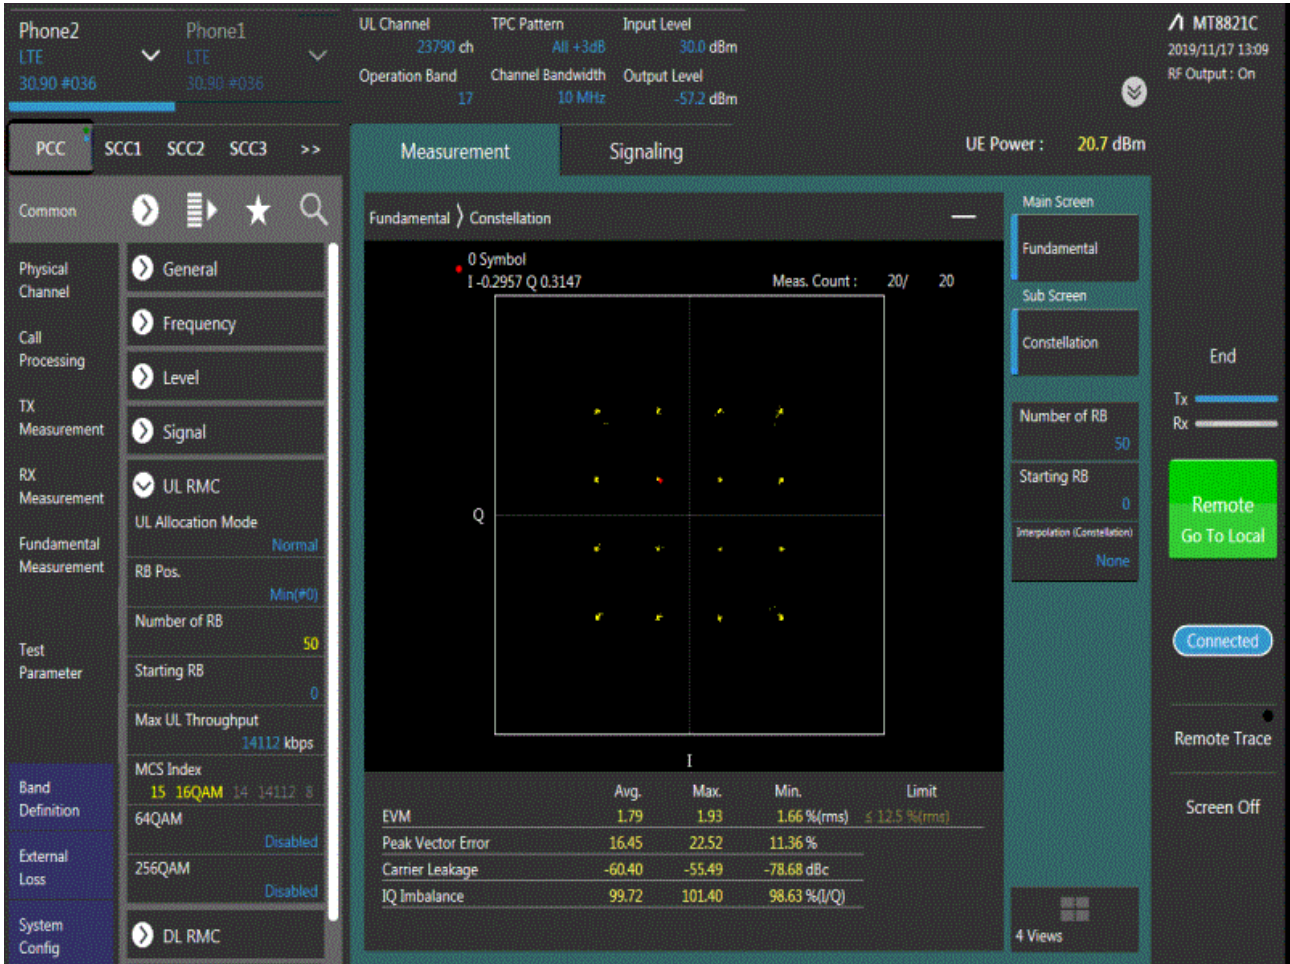 Phone2
LTE
30.90 #036
Phone1
LTE
30.90 #036
UL Channel
23790 ch
TPC Pattern
All +3dB
Input Level
30.0 dBm
Operation Band
17
Channel Bandwidth
10 MHz
Output Level
-57.2 dBm
MT8821C
2019/11/17 13:09
RF Output : On
PCC SCC1 SCC2 SCC3 >>
Measurement
Signaling
UE Power : 20.7 dBm
Common
Physical
Channel
Call
Processing
TX
Measurement
RX
Measurement
Fundamental
Measurement
Test
Parameter
Band
Definition
External
Loss
System
Config
General
Frequency
Level
Signal
UL RMC
UL Allocation Mode
Normal
RB Pos.
Min(#0)
Number of RB
50
Starting RB
0
Max UL Throughput
14112 kbps
MCS Index
15 16QAM 14 14112 8
64QAM
Disabled
256QAM
Disabled
DL RMC
Fundamental 〉 Constellation
0 Symbol
I -0.2957 Q 0.3147
Meas. Count : 20/ 20
Q
I
Avg. Max. Min. Limit
EVM 1.79 1.93 1.66 %(rms) ≤ 12.5 %(rms)
Peak Vector Error 16.45 22.52 11.36 %
Carrier Leakage -60.40 -55.49 -78.68 dBc
IQ Imbalance 99.72 101.40 98.63 %(I/Q)
Main Screen
Fundamental
Sub Screen
Constellation
Number of RB
50
Starting RB
0
Interpolation (Constellation)
None
4 Views
End
Tx
Rx
Remote
Go To Local
Connected
Remote Trace
Screen Off